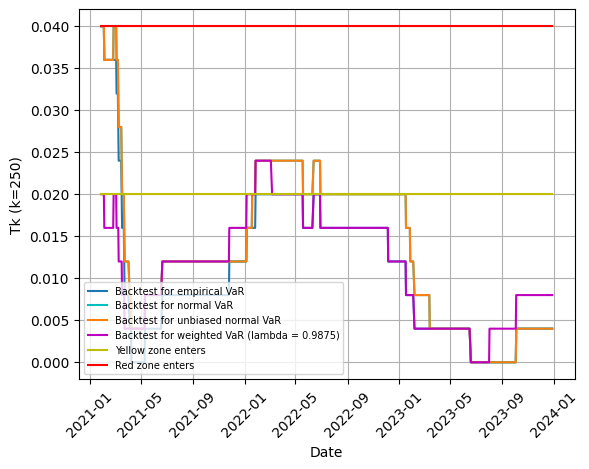 0.040
0.035
0.030
0.025
0.020
0.015
0.010
0.005
0.000
Tk (k=250)
Backtest for empirical VaR
Backtest for normal VaR
Backtest for unbiased normal VaR
Backtest for weighted VaR (lambda = 0.9875)
Yellow zone enters
Red zone enters
2021-01
2021-05
2021-09
2022-01
2022-05
2022-09
2023-01
2023-05
2023-09
2024-01
Date